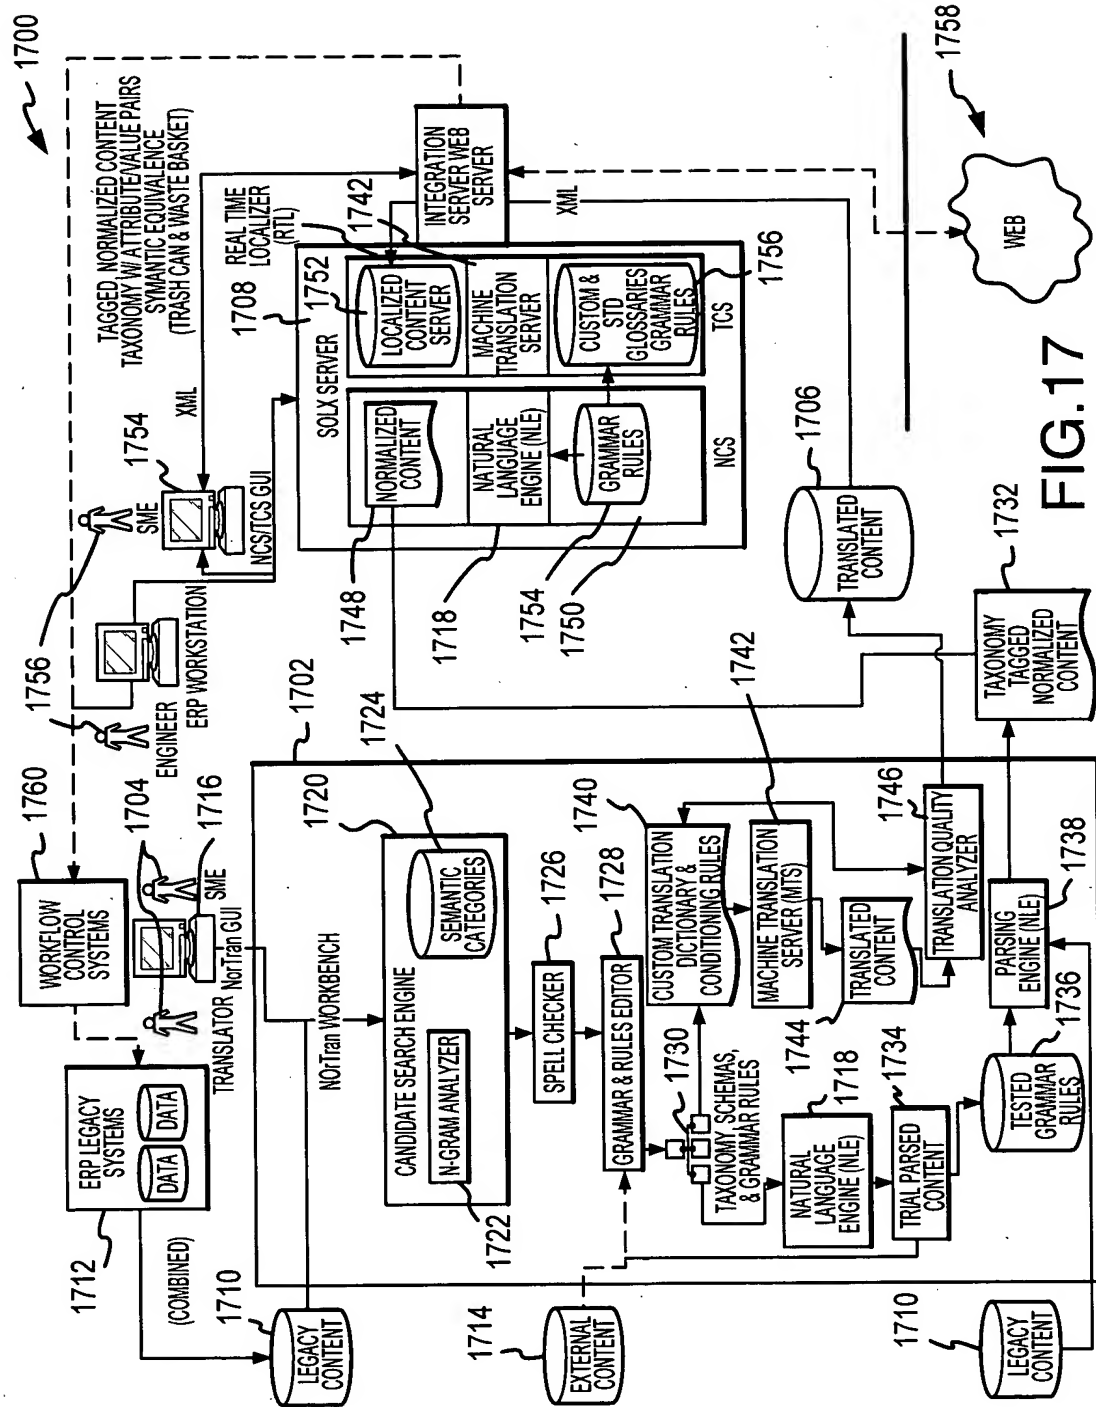 1700
TAGGED NORMALIZED CONTENT
TAXONOMY W/ ATTRIBUTE/VALUE PAIRS
SYMANTIC EQUIVALENCE
(TRASH CAN & WASTE BASKET)
1760
WORKFLOW
CONTROL
SYSTEMS
1756
ENGINEER
ERP WORKSTATION
SME
1754
NCS/TCS GUI
XML
ERP LEGACY
SYSTEMS
DATA
DATA
1712
1704
TRANSLATOR
SME
1716
NorTran GUI
(COMBINED)
1710
LEGACY
CONTENT
NOrTran WORKBENCH
1702
CANDIDATE SEARCH ENGINE
1720
N-GRAM ANALYZER
1722
SEMANTIC
CATEGORIES
1724
SOLX SERVER
1708
1752
REAL TIME
LOCALIZER
(RTL)
1742
INTEGRATION
SERVER WEB
SERVER
NORMALIZED
CONTENT
1748
LOCALIZED
CONTENT
SERVER
NATURAL
LANGUAGE
ENGINE (NLE)
1718
MACHINE
TRANSLATION
SERVER
GRAMMAR
RULES
1754
1750
CUSTOM &
STD
GLOSSARIES
GRAMMAR
RULES
1756
NCS
TCS
XML
SPELL CHECKER
1726
GRAMMAR & RULES EDITOR
1728
1714
EXTERNAL
CONTENT
1730
TAXONOMY SCHEMAS,
& GRAMMAR RULES
1740
CUSTOM TRANSLATION
DICTIONARY &
CONDITIONING RULES
MACHINE TRANSLATION
SERVER (MTS)
1742
1744
TRANSLATED
CONTENT
NATURAL
LANGUAGE
ENGINE (NLE)
1718
TRIAL PARSED
CONTENT
1734
TRANSLATION QUALITY
ANALYZER
1746
TRANSLATED
CONTENT
1706
1710
LEGACY
CONTENT
TESTED
GRAMMAR
RULES
1736
PARSING
ENGINE (NLE)
1738
TAXONOMY
TAGGED
NORMALIZED
CONTENT
1732
WEB
1758
FIG.17